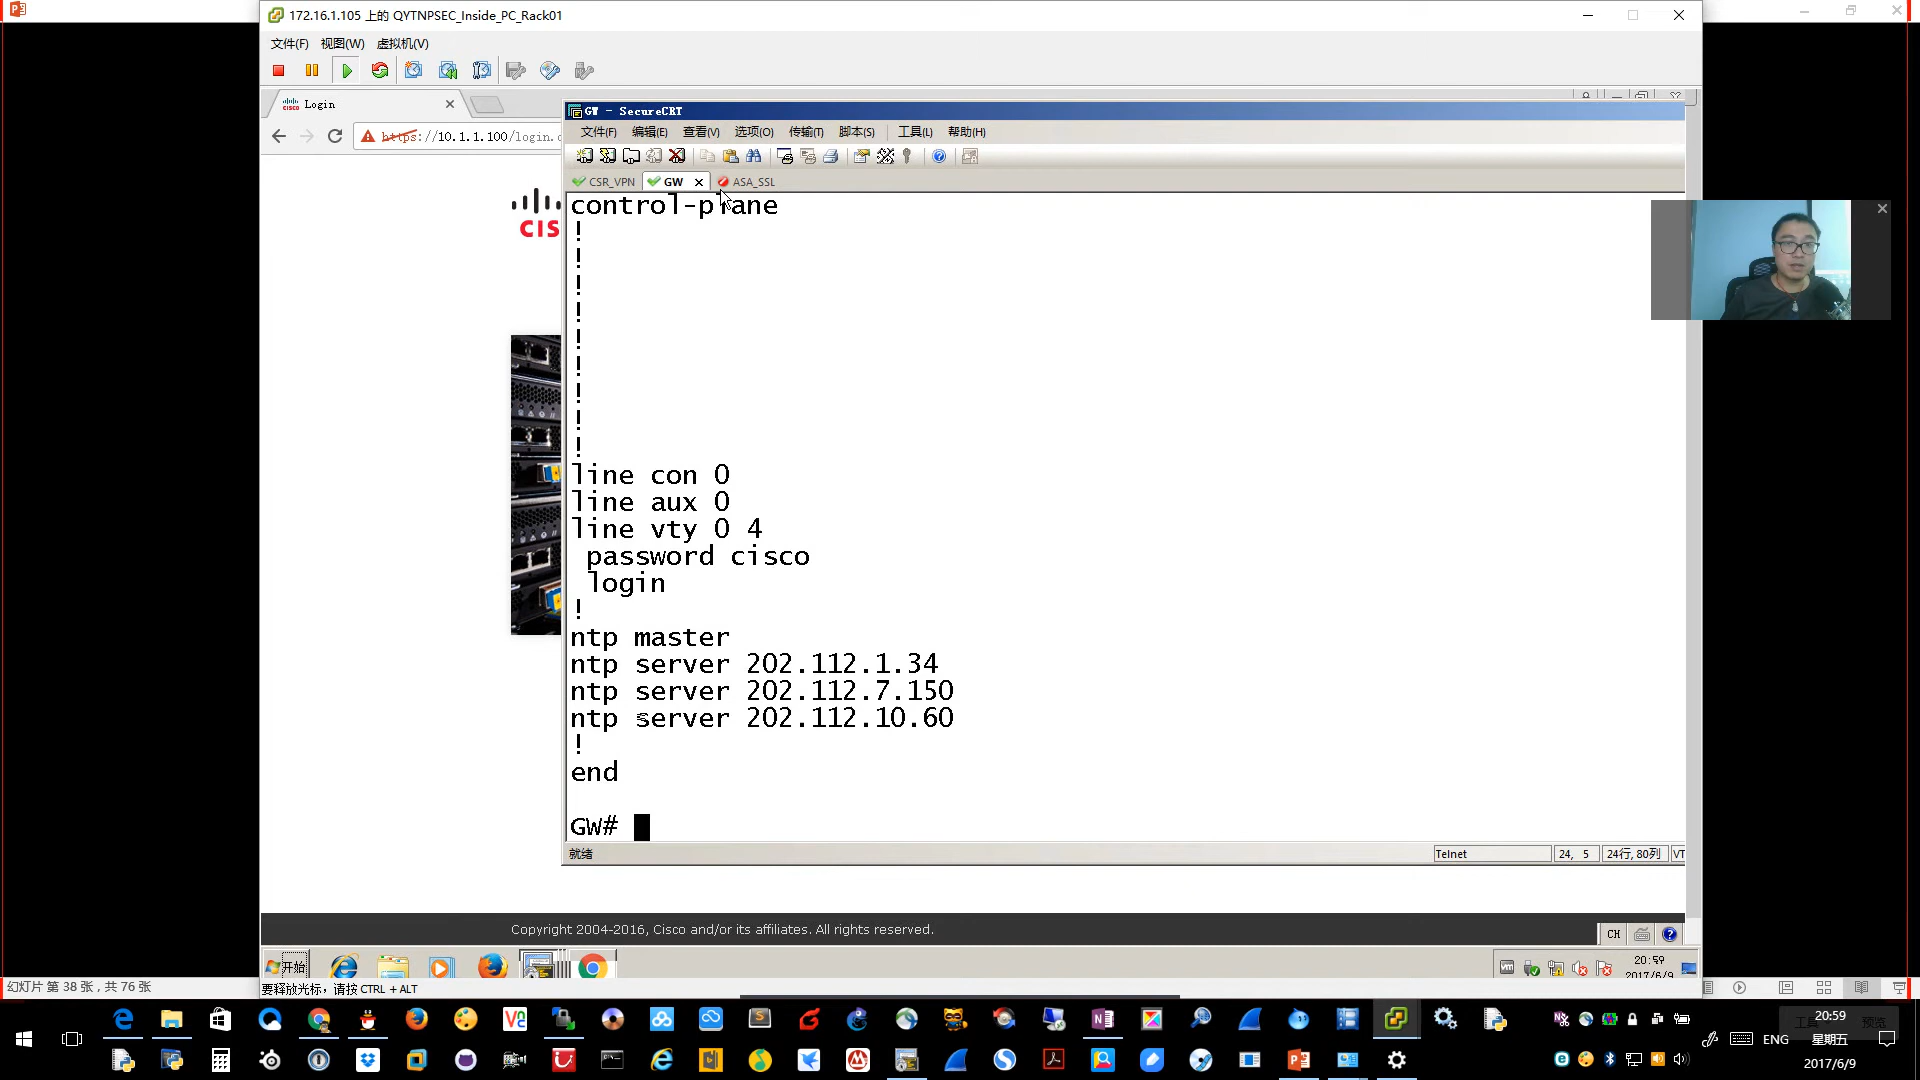 172.16.1.105 上的 QYTNPSEC_Inside_PC_Rack01
文件(F) 视图(W) 虚拟机(V)
Login
https://10.1.1.100/login.
GW - SecureCRT
文件(F) 编辑(E) 查看(V) 选项(O) 传输(T) 脚本(S) 工具(L) 帮助(H)
CSR_VPN GW ASA_SSL
CIS
control-plane
!
!
!
!
!
!
!
!
!
line con 0
line aux 0
line vty 0 4
password cisco
login
!
ntp master
ntp server 202.112.1.34
ntp server 202.112.7.150
ntp server 202.112.10.60
!
end
GW#
就绪
Telnet 24, 5 24行, 80列 VT
Copyright 2004-2016, Cisco and/or its affiliates. All rights reserved.
CH
开始
20:59
2017/6/9
幻灯片 第 38 张，共 76 张
要释放光标，请按 CTRL + ALT
20:59
星期五
2017/6/9
ENG